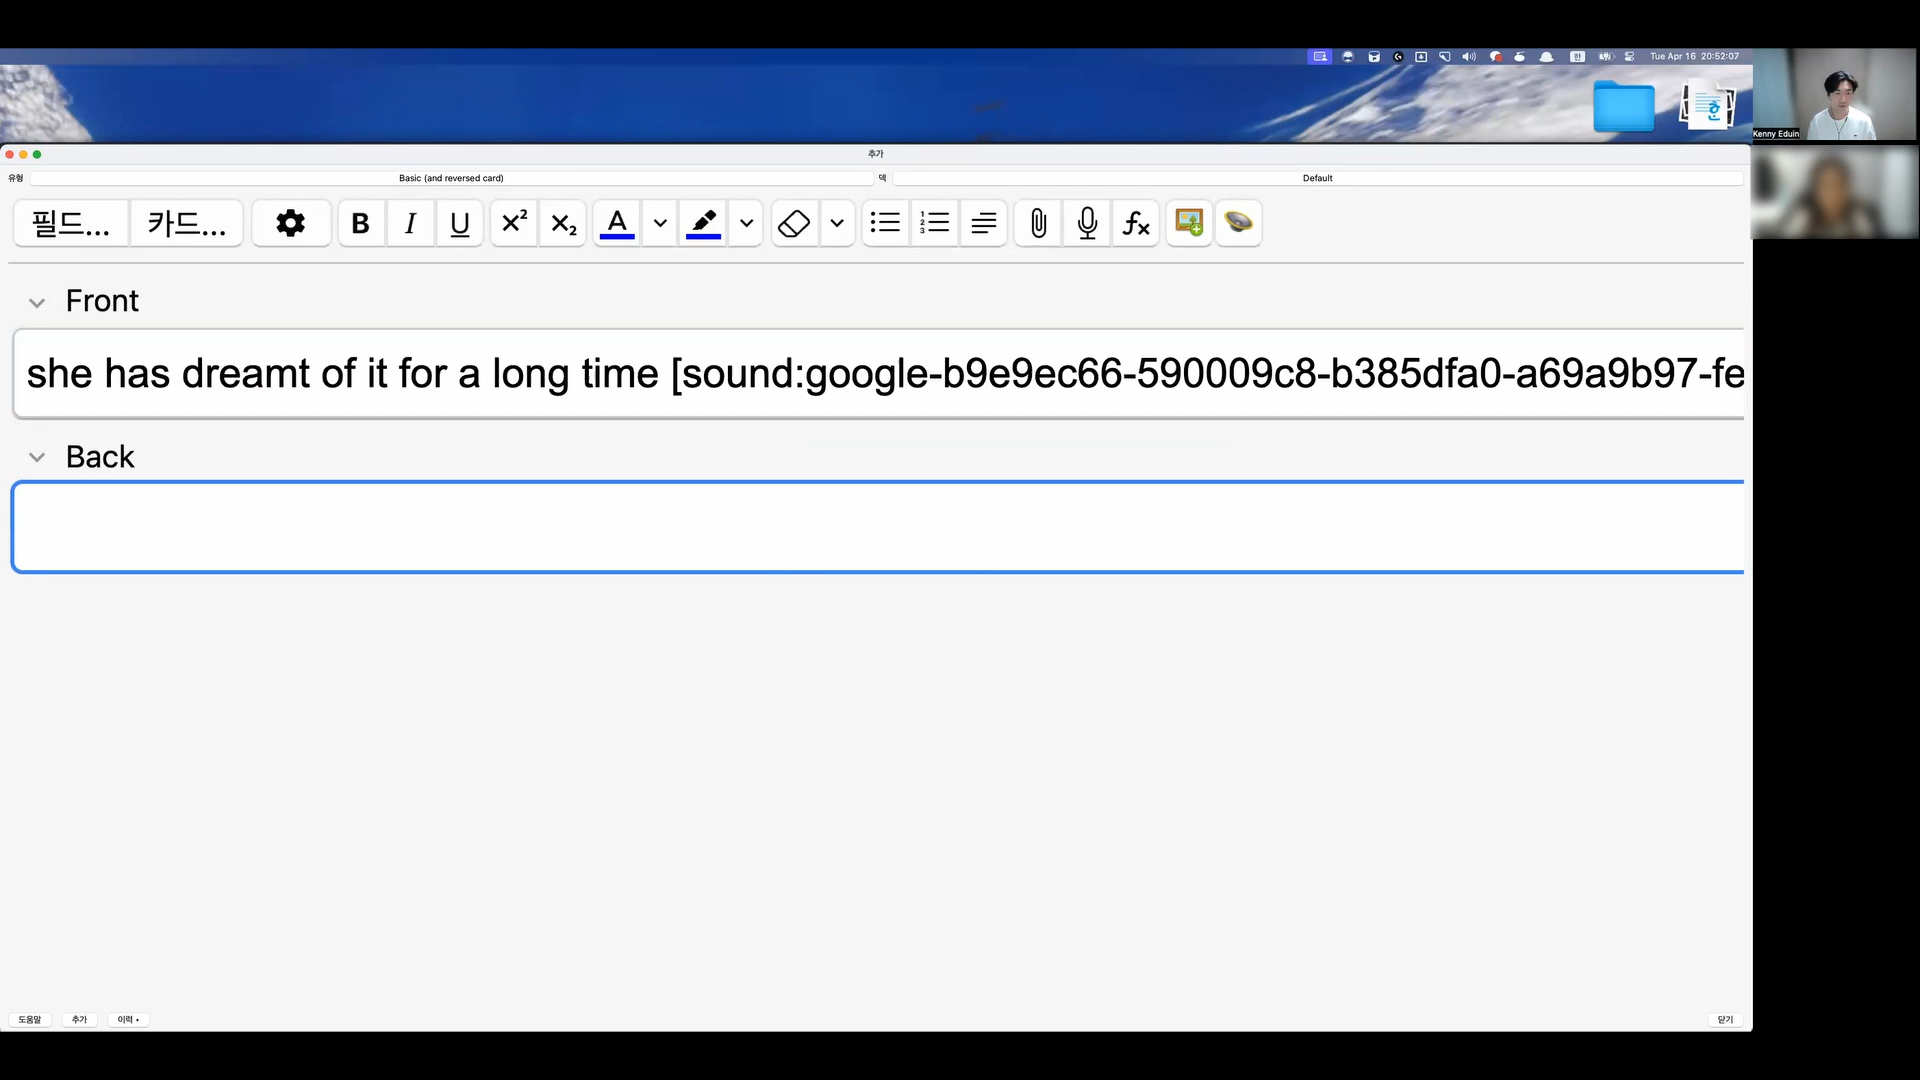 Tue Apr 16 20:52:07
Kenny Eduin
추가
유형 Basic (and reversed card) 덱 Default
필드... 카드...
Front
she has dreamt of it for a long time [sound:google-b9e9ec66-590009c8-b385dfa0-a69a9b97-fe
Back
도움말 추가 이력 닫기